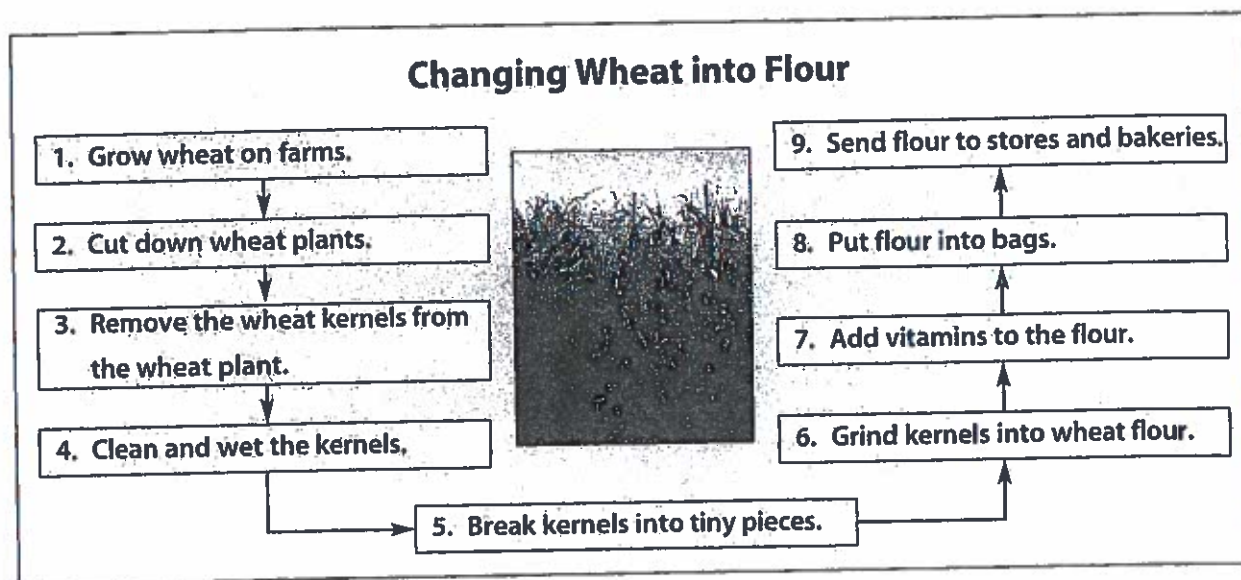 Changing Wheat into Flour
1. Grow wheat on farms.
2. Cut down wheat plants.
3. Remove the wheat kernels from
the wheat plant.
4. Clean and wet the kernels.
5. Break kernels into tiny pieces.
6. Grind kernels into wheat flour.
7. Add vitamins to the flour.
8. Put flour into bags.
9. Send flour to stores and bakeries.